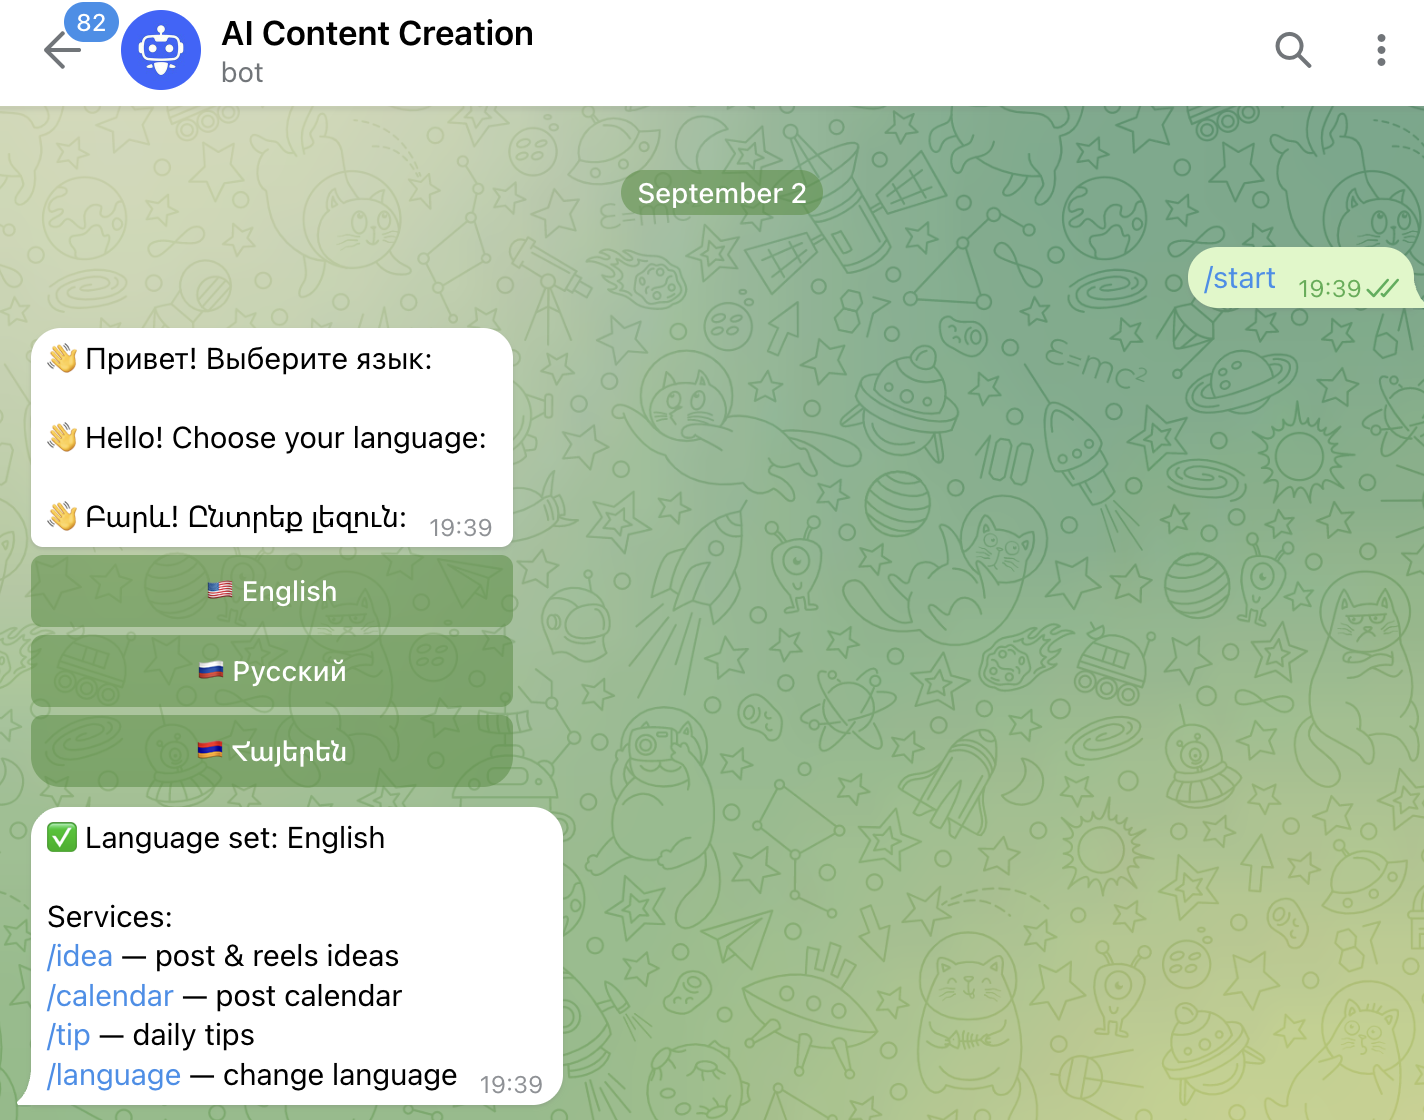 82
AI Content Creation
bot
September 2
/start 19:39
👋 Привет! Выберите язык:
👋 Hello! Choose your language:
👋 Բարև! Ընտրեք լեզուն: 19:39
🇺🇸 English
🇷🇺 Русский
🇦🇲 Հայերեն
✅ Language set: English
Services:
/idea — post & reels ideas
/calendar — post calendar
/tip — daily tips
/language — change language 19:39